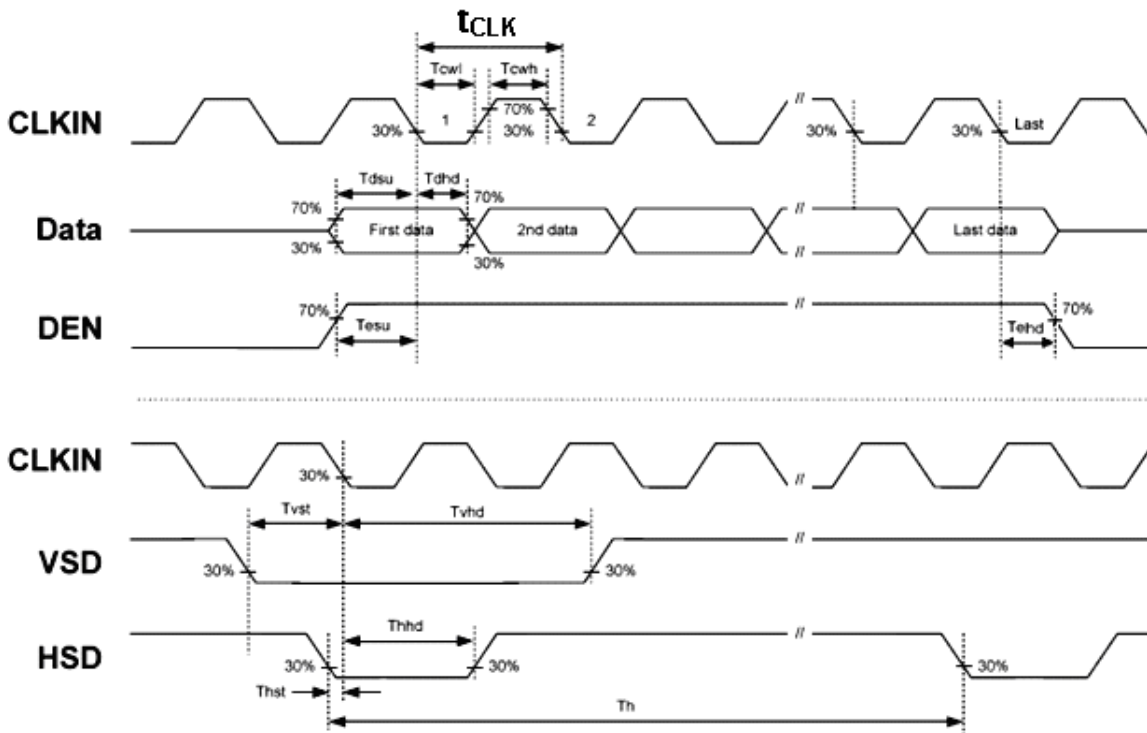 tCLK
Tcwl Tcwh
CLKIN 30% 1 70% 30% 2 30% 30% Last
Tdsu Tdhd
70% 70%
Data First data 2nd data Last data
30% 30%
DEN 70% Tesu Tehd 70%
CLKIN 30%
Tvst Tvhd
VSD 30% 30%
Thhd
HSD 30% 30% 30%
Thst
Th